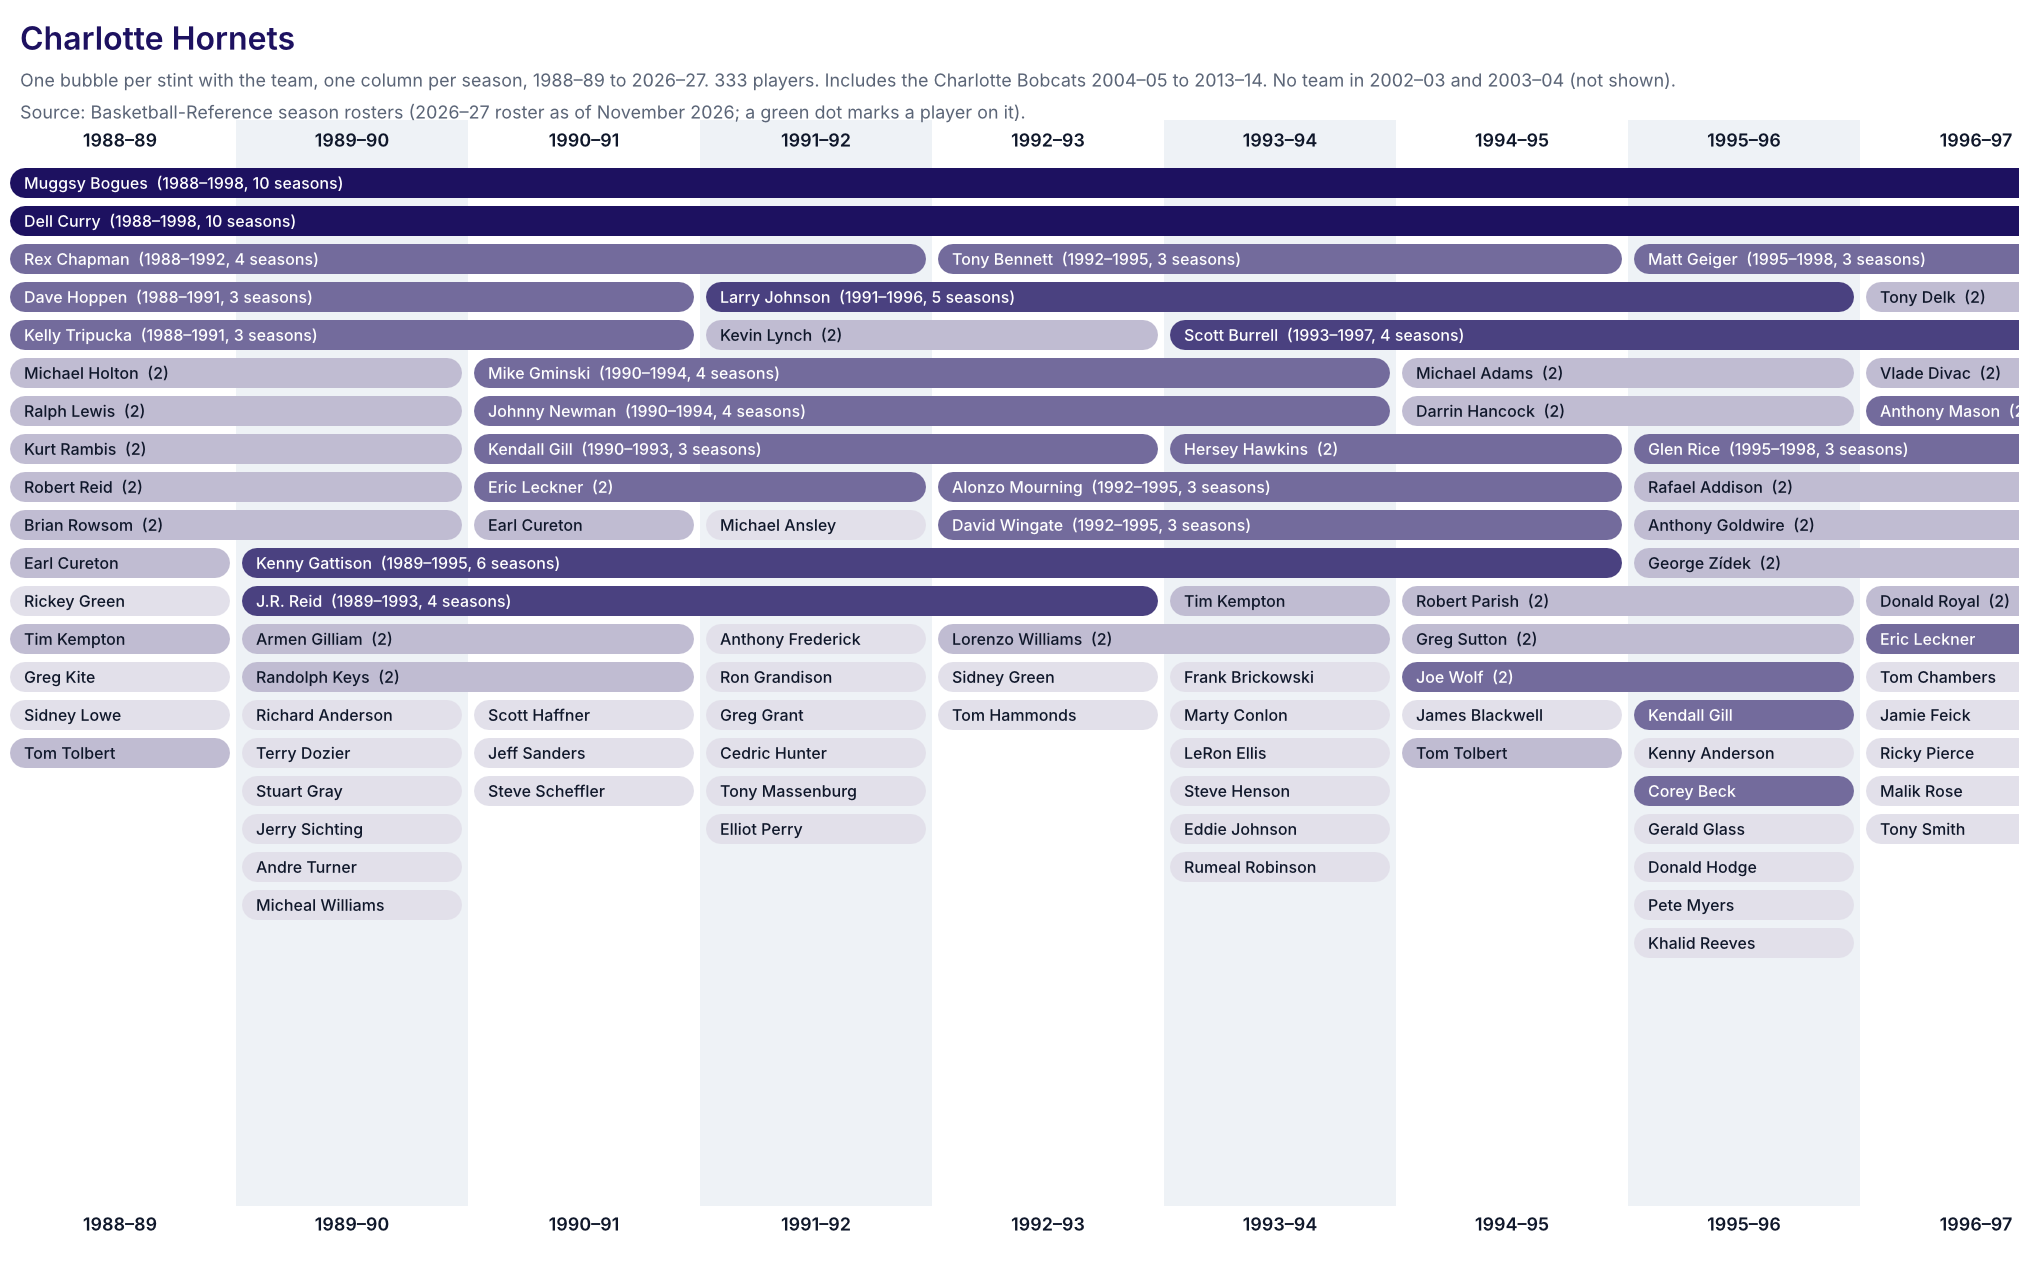 Charlotte Hornets
One bubble per stint with the team, one column per season, 1988–89 to 2026–27. 333 players. Includes the Charlotte Bobcats 2004–05 to 2013–14. No team in 2002–03 and 2003–04 (not shown).
Source: Basketball-Reference season rosters (2026–27 roster as of November 2026; a green dot marks a player on it).
1988–89 1989–90 1990–91 1991–92 1992–93 1993–94 1994–95 1995–96 1996–97
Muggsy Bogues (1988–1998, 10 seasons)
Dell Curry (1988–1998, 10 seasons)
Rex Chapman (1988–1992, 4 seasons) Tony Bennett (1992–1995, 3 seasons) Matt Geiger (1995–1998, 3 seasons)
Dave Hoppen (1988–1991, 3 seasons) Larry Johnson (1991–1996, 5 seasons) Tony Delk (2)
Kelly Tripucka (1988–1991, 3 seasons) Kevin Lynch (2) Scott Burrell (1993–1997, 4 seasons)
Michael Holton (2) Mike Gminski (1990–1994, 4 seasons) Michael Adams (2) Vlade Divac (2)
Ralph Lewis (2) Johnny Newman (1990–1994, 4 seasons) Darrin Hancock (2) Anthony Mason (2
Kurt Rambis (2) Kendall Gill (1990–1993, 3 seasons) Hersey Hawkins (2) Glen Rice (1995–1998, 3 seasons)
Robert Reid (2) Eric Leckner (2) Alonzo Mourning (1992–1995, 3 seasons) Rafael Addison (2)
Brian Rowsom (2) Earl Cureton Michael Ansley David Wingate (1992–1995, 3 seasons) Anthony Goldwire (2)
Earl Cureton Kenny Gattison (1989–1995, 6 seasons) George Zídek (2)
Rickey Green J.R. Reid (1989–1993, 4 seasons) Tim Kempton Robert Parish (2) Donald Royal (2)
Tim Kempton Armen Gilliam (2) Anthony Frederick Lorenzo Williams (2) Greg Sutton (2) Eric Leckner
Greg Kite Randolph Keys (2) Ron Grandison Sidney Green Frank Brickowski Joe Wolf (2) Tom Chambers
Sidney Lowe Richard Anderson Scott Haffner Greg Grant Tom Hammonds Marty Conlon James Blackwell Kendall Gill Jamie Feick
Tom Tolbert Terry Dozier Jeff Sanders Cedric Hunter LeRon Ellis Tom Tolbert Kenny Anderson Ricky Pierce
Stuart Gray Steve Scheffler Tony Massenburg Steve Henson Corey Beck Malik Rose
Jerry Sichting Elliot Perry Eddie Johnson Gerald Glass Tony Smith
Andre Turner Rumeal Robinson Donald Hodge
Micheal Williams Pete Myers
Khalid Reeves
1988–89 1989–90 1990–91 1991–92 1992–93 1993–94 1994–95 1995–96 1996–97